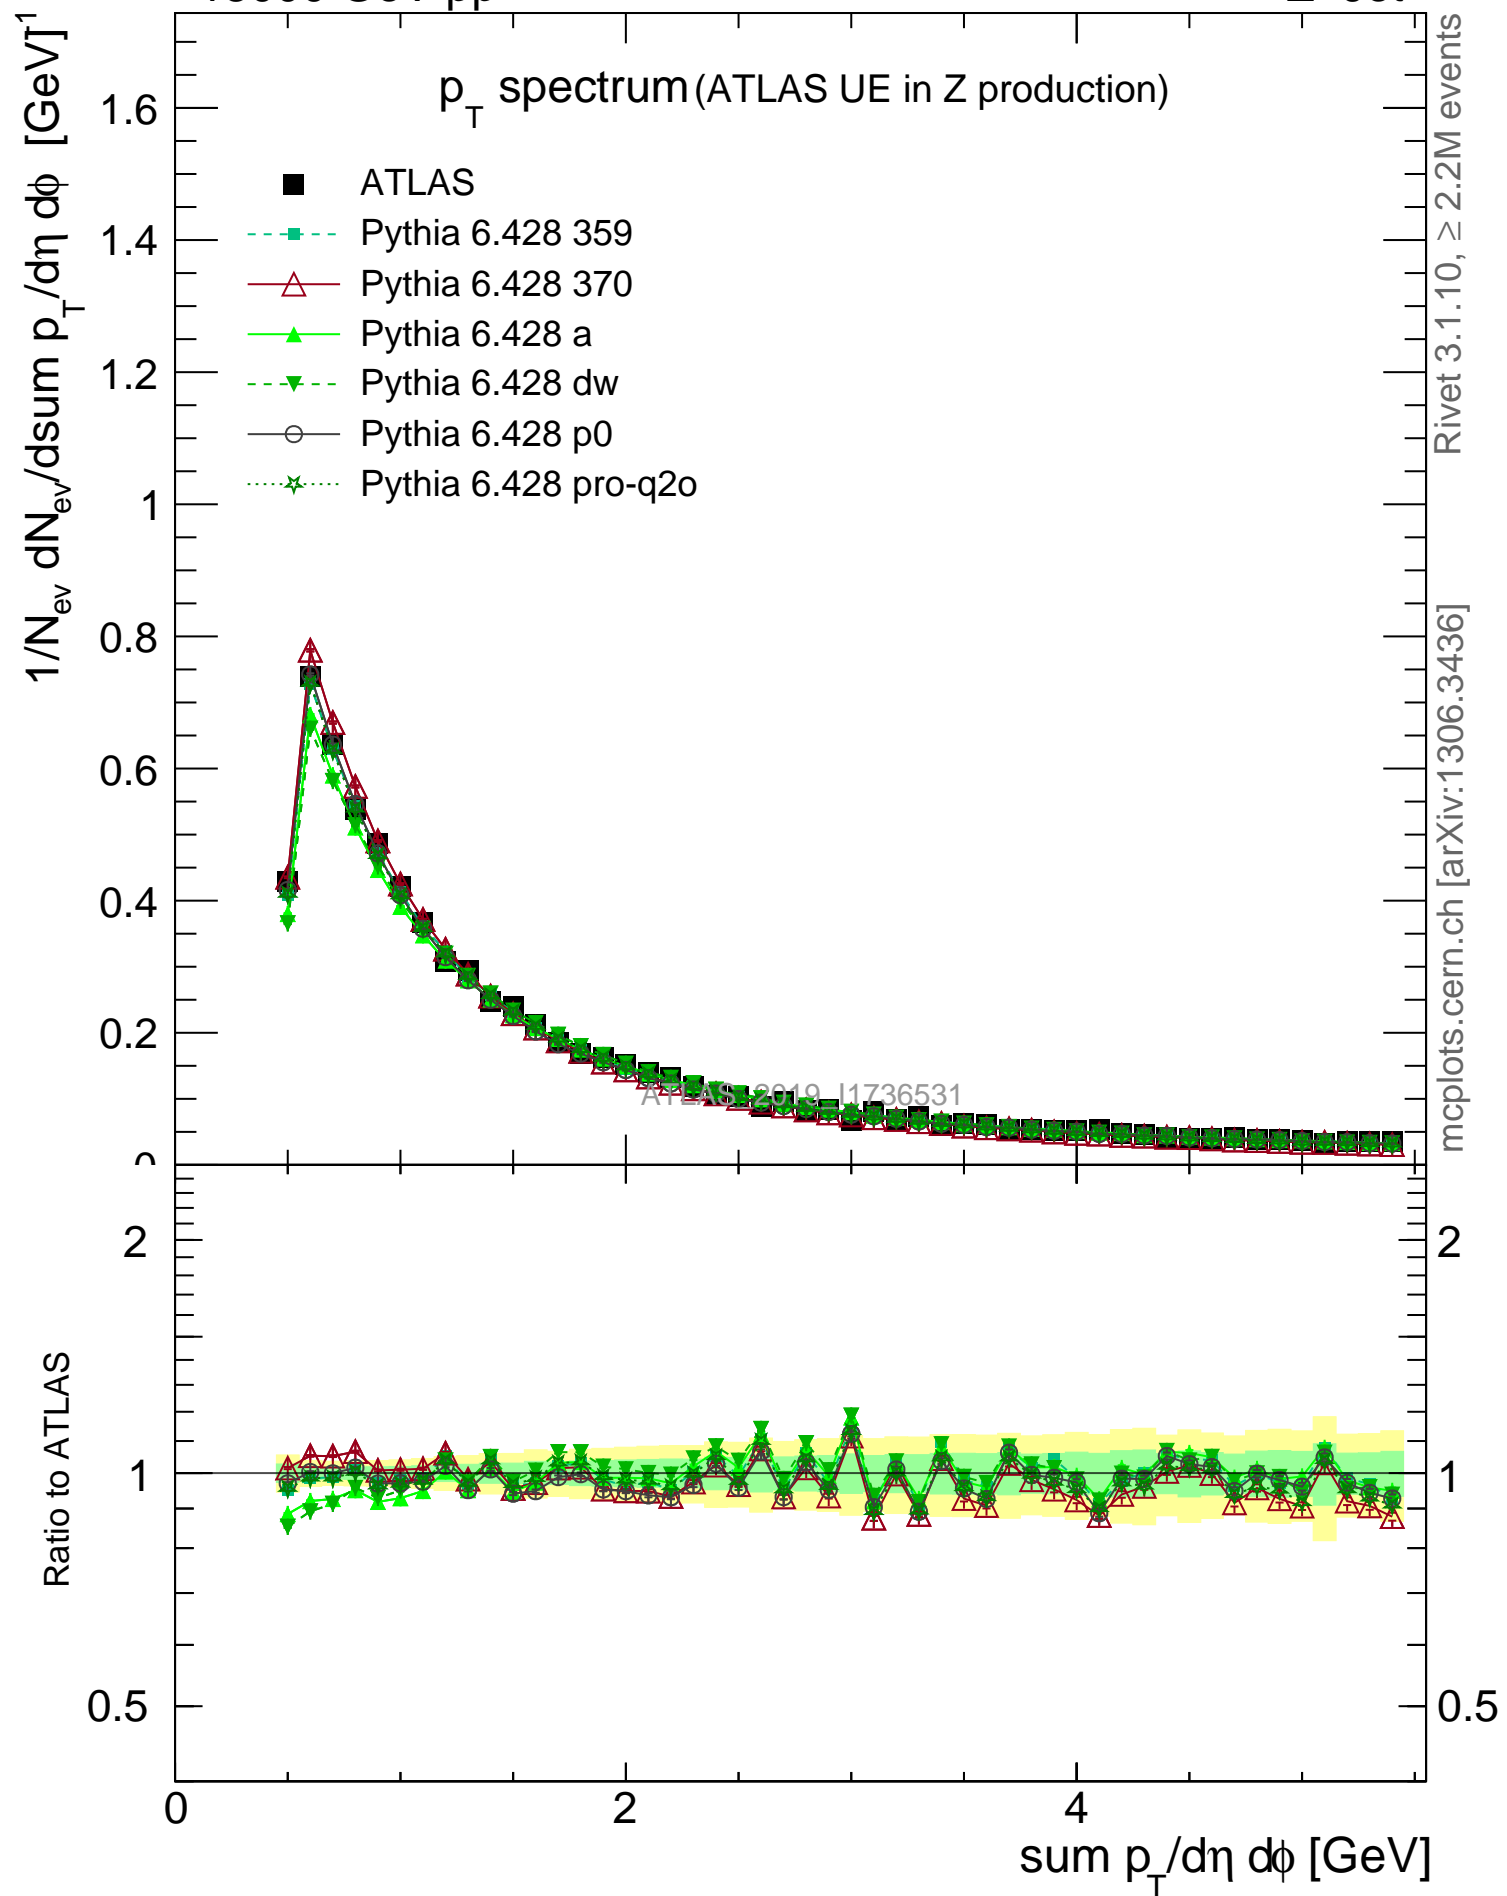 1/N_ev dN_ev/dsum p_T/dη dϕ [GeV]^-1
p_T spectrum (ATLAS UE in Z production)
ATLAS
Pythia 6.428 359
Pythia 6.428 370
Pythia 6.428 a
Pythia 6.428 dw
Pythia 6.428 p0
Pythia 6.428 pro-q2o
1.6
1.4
1.2
1
0.8
0.6
0.4
0.2
0
ATLAS_2019_I1736531
Rivet 3.1.10, ≥ 2.2M events
mcplots.cern.ch [arXiv:1306.3436]
Ratio to ATLAS
2
1
0.5
2
1
0.5
0
2
4
sum p_T/dη dϕ [GeV]